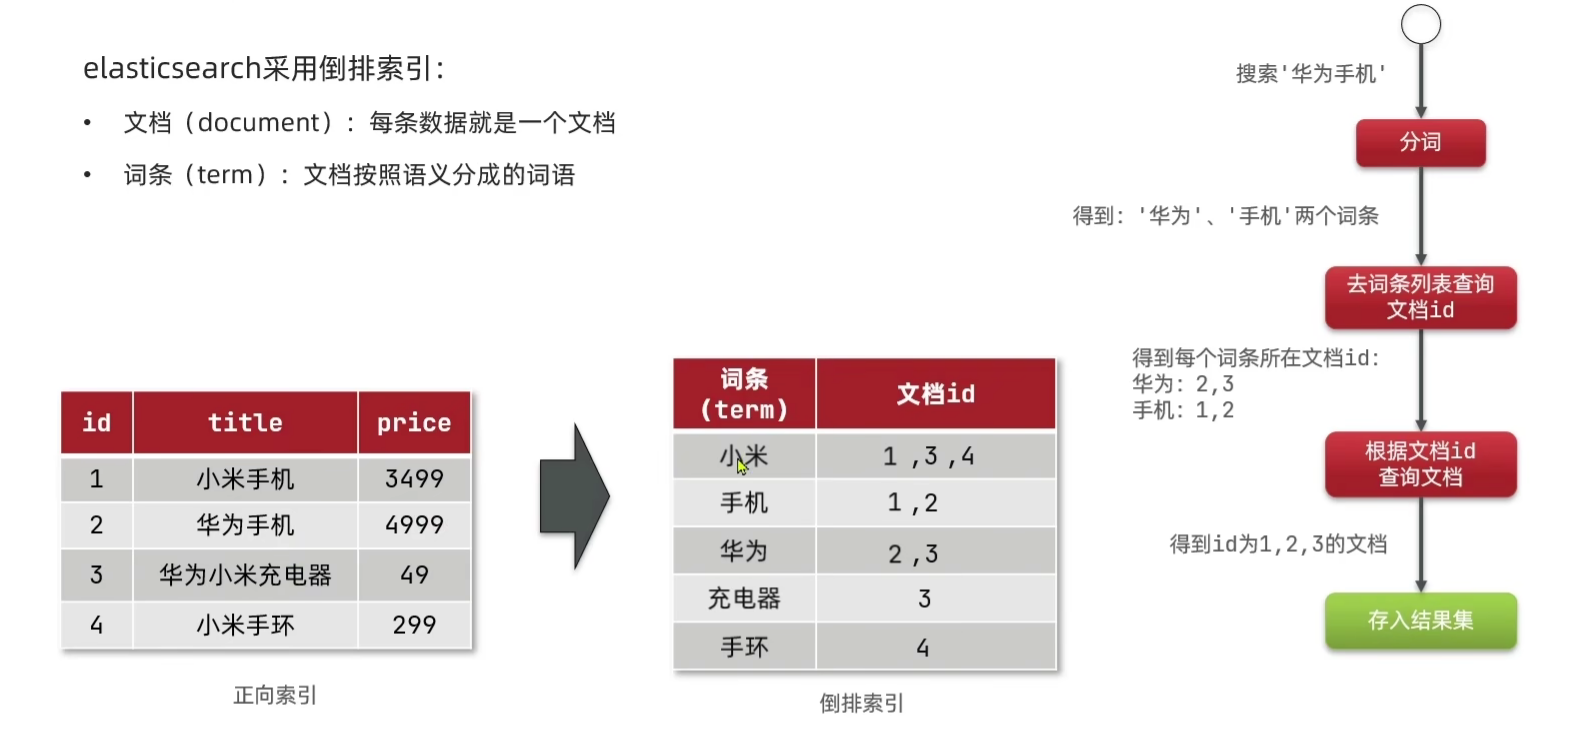 elasticsearch采用倒排索引：
• 文档（document）：每条数据就是一个文档
• 词条（term）：文档按照语义分成的词语
id title price
1 小米手机 3499
2 华为手机 4999
3 华为小米充电器 49
4 小米手环 299
正向索引
词条
(term) 文档id
小米 1 ,3 ,4
手机 1 ,2
华为 2 ,3
充电器 3
手环 4
倒排索引
搜索'华为手机'
分词
得到：'华为'、'手机'两个词条
去词条列表查询
文档id
得到每个词条所在文档id：
华为：2,3
手机：1,2
根据文档id
查询文档
得到id为1,2,3的文档
存入结果集